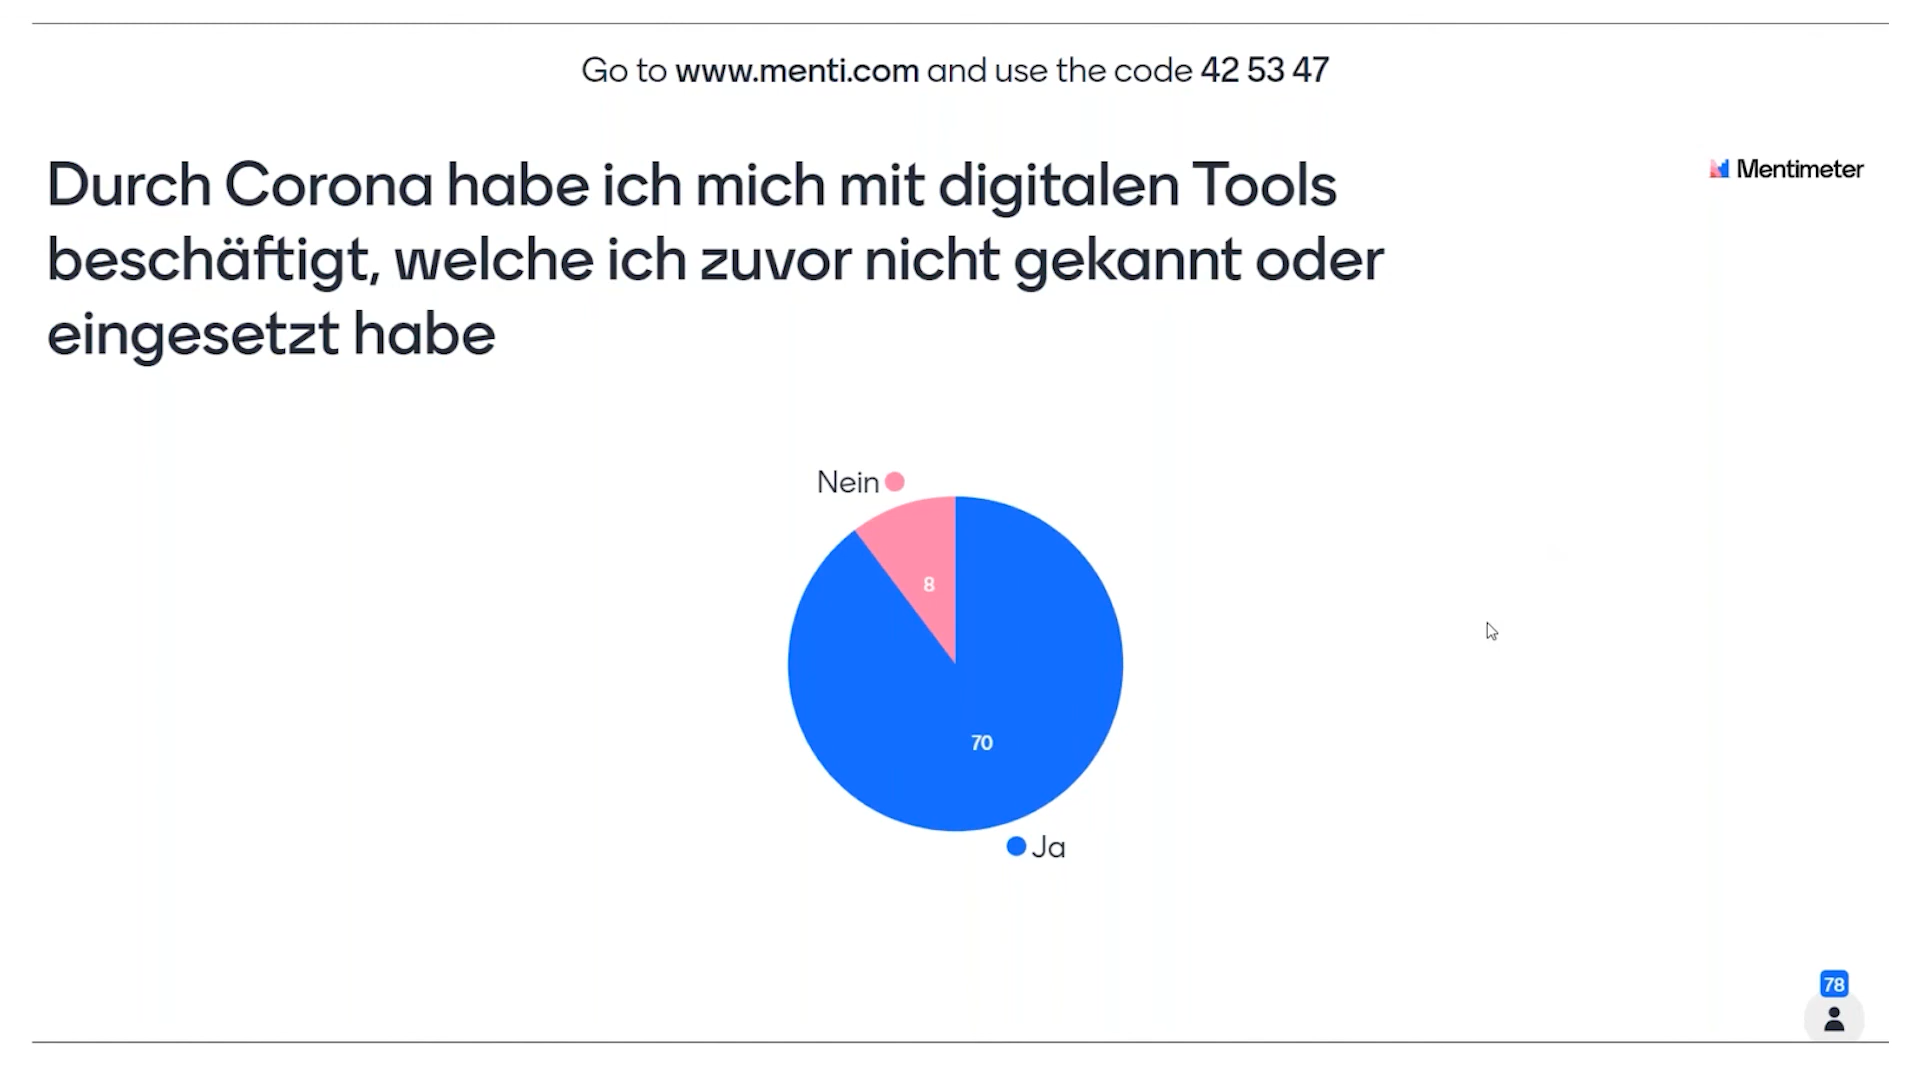 Go to www.menti.com and use the code 42 53 47
Mentimeter
Durch Corona habe ich mich mit digitalen Tools
beschäftigt, welche ich zuvor nicht gekannt oder
eingesetzt habe
Nein
8
70
Ja
78